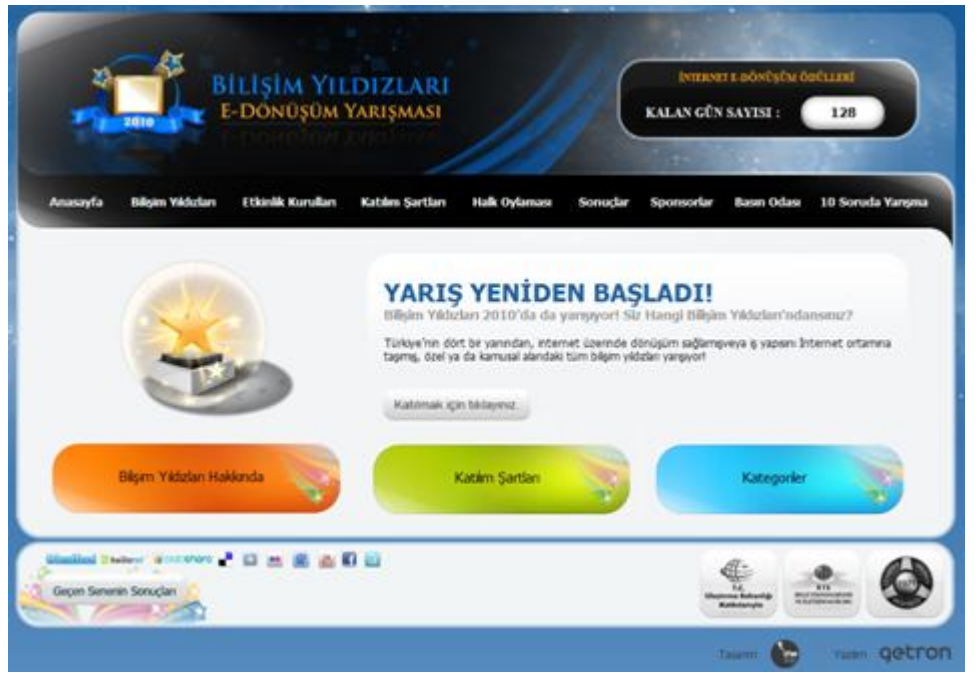 BİLİŞİM YILDIZLARI
E-DÖNÜŞÜM YARIŞMASI
2010
İNTERNET E-DÖNÜŞÜM ÖDÜLLERİ
KALAN GÜN SAYISI : 128
Anasayfa Bilişim Yıldızları Etkinlik Kurulları Katılım Şartları Halk Oylaması Sonuçlar Sponsorlar Basın Odası 10 Soruda Yarışma
YARIŞ YENİDEN BAŞLADI!
Bilişim Yıldızları 2010'da da yarışıyor! Siz Hangi Bilişim Yıldızları'ndansınız?
Türkiye'nin dört bir yanından, internet üzerinde dönüşüm sağlamışveya iş yapısını İnternet ortamına
taşımış, özel ya da kamusal alandaki tüm bilişim yıldızları yarışıyor!
Katılmak için tıklayınız.
Bilişim Yıldızları Hakkında
Katılım Şartları
Kategoriler
Geçen Senenin Sonuçları
T.C.
Ulaştırma Bakanlığı
Katkılarıyla
Tasarım
Yazılım getron